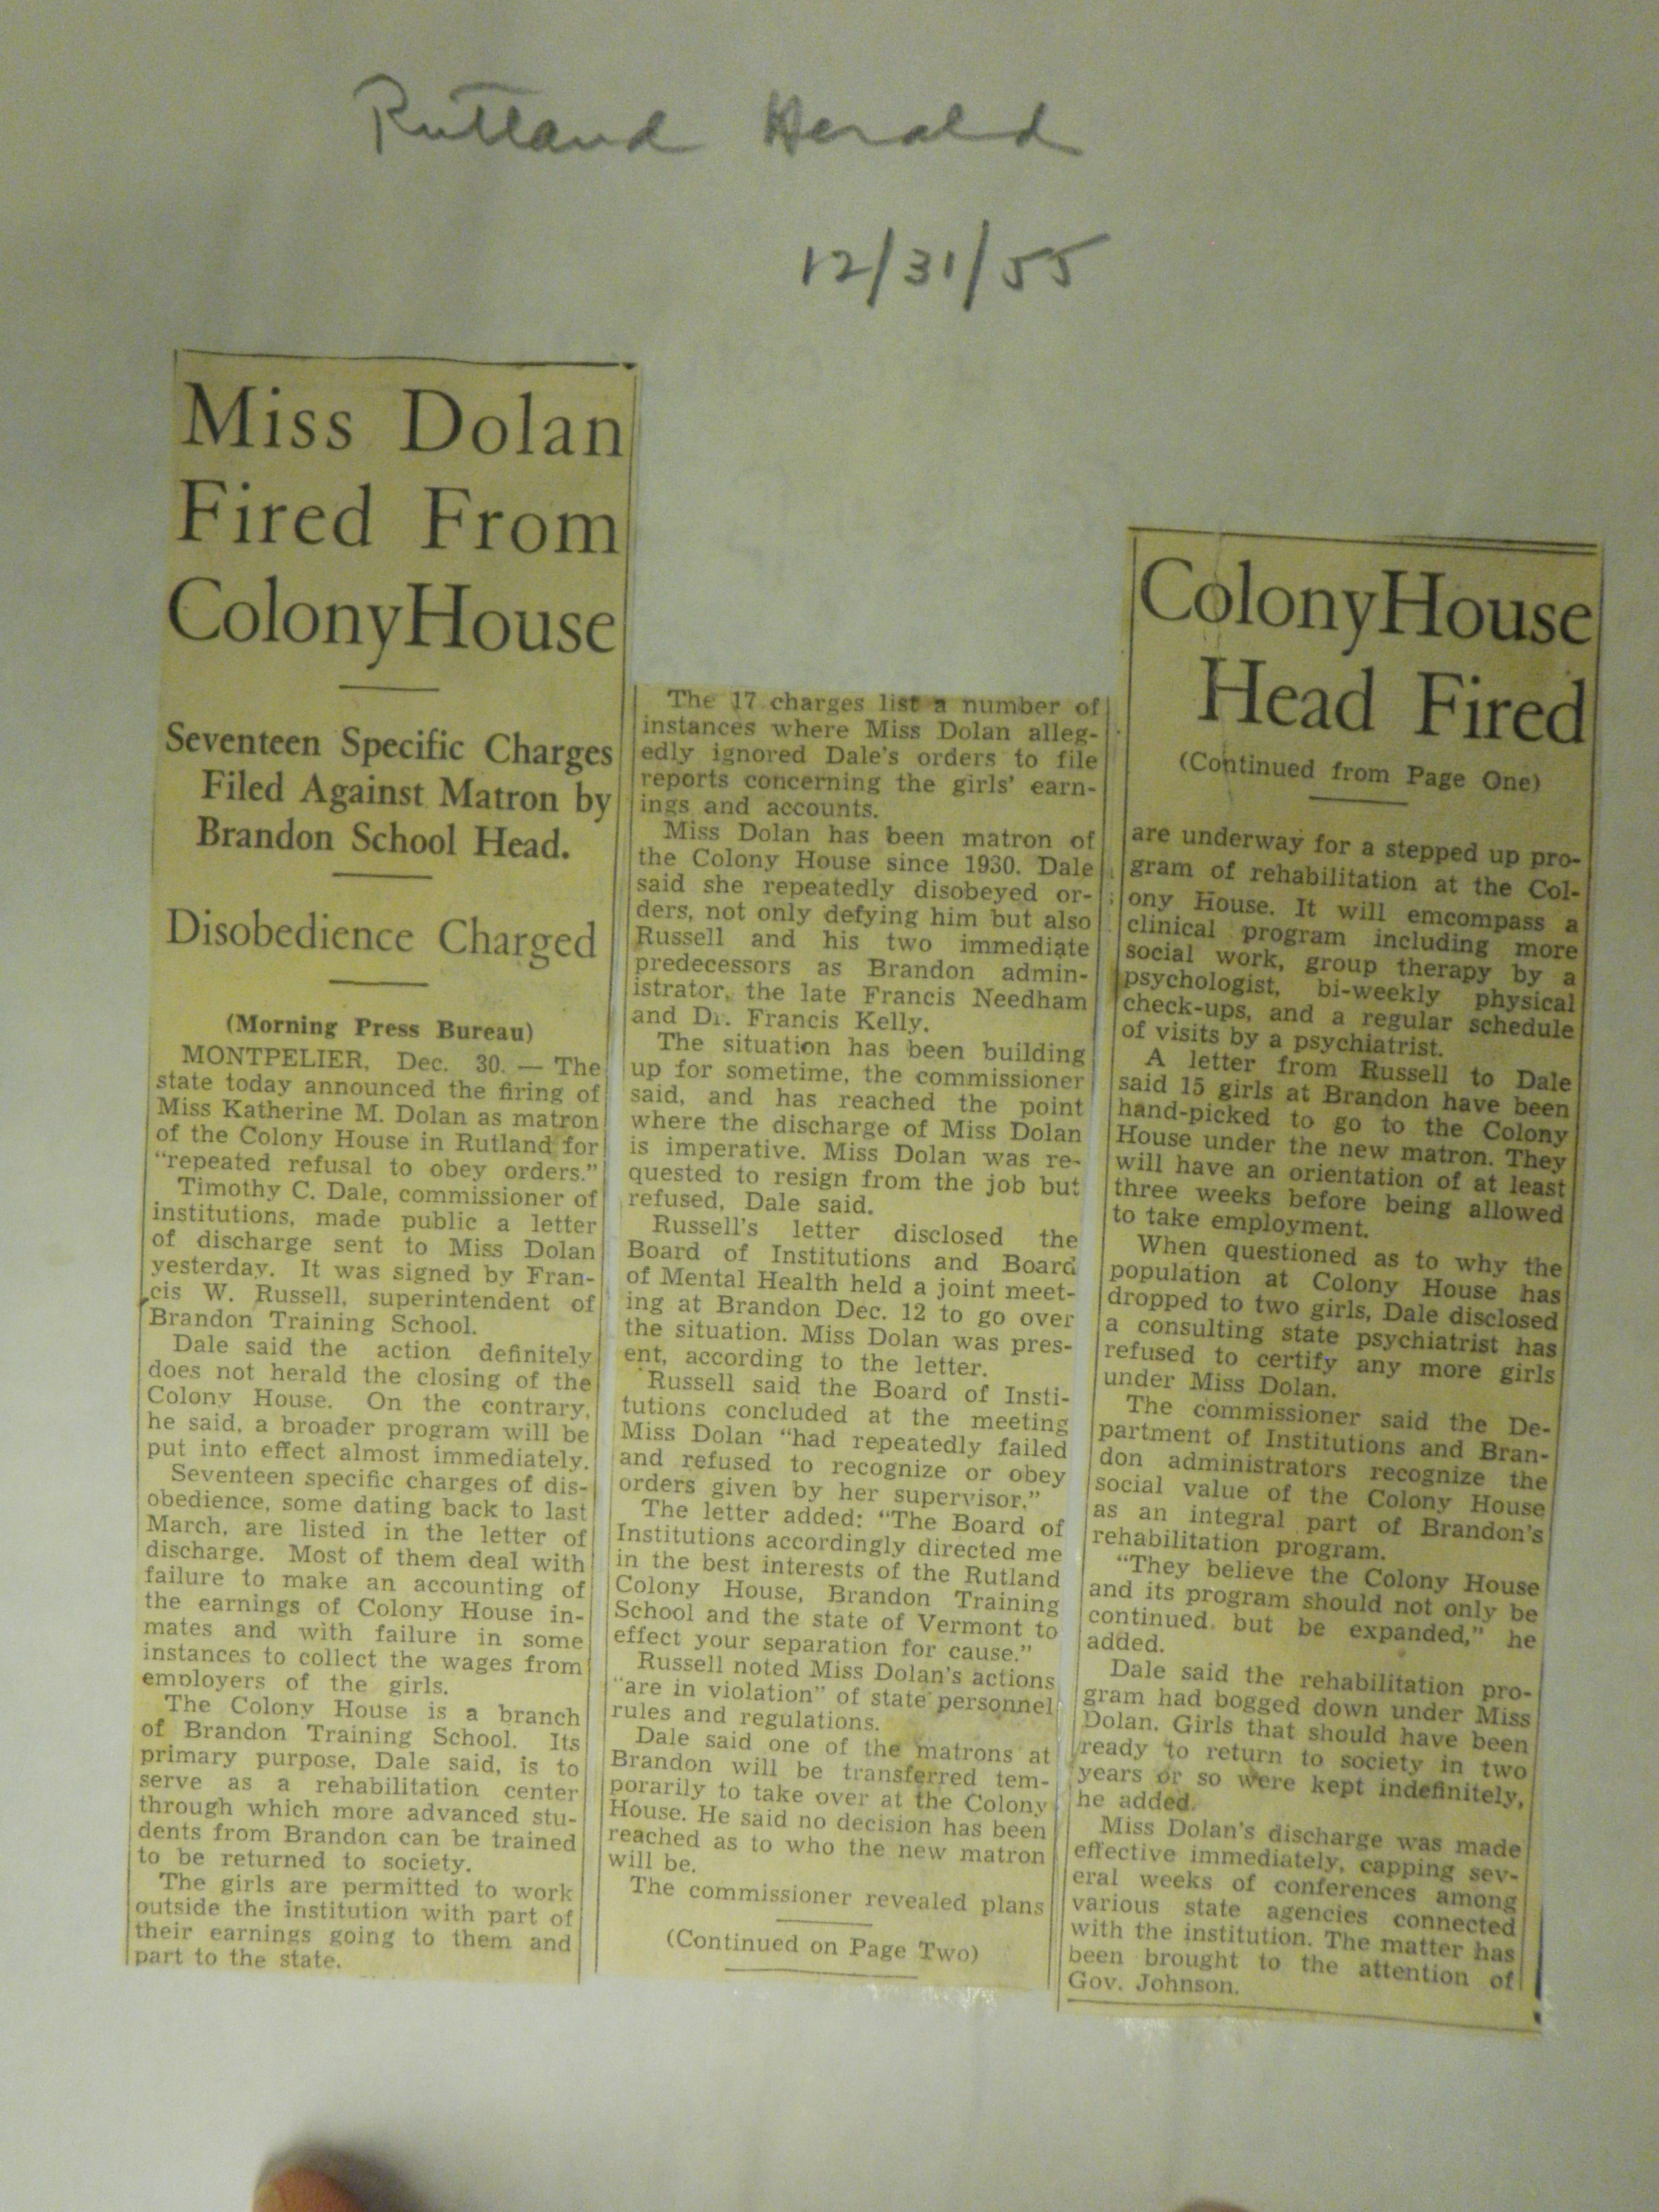 Rutland Herald
12/31/55
Miss Dolan
Fired From
ColonyHouse
Seventeen Specific Charges
Filed Against Matron by
Brandon School Head.
Disobedience Charged
(Morning Press Bureau)
MONTPELIER, Dec. 30. — The
state today announced the firing of
Miss Katherine M. Dolan as matron
of the Colony House in Rutland for
“repeated refusal to obey orders.”
Timothy C. Dale, commissioner of
institutions, made public a letter
of discharge sent to Miss Dolan
yesterday. It was signed by Fran-
cis W. Russell, superintendent of
Brandon Training School.
Dale said the action definitely
does not herald the closing of the
Colony House. On the contrary,
he said, a broader program will be
put into effect almost immediately.
Seventeen specific charges of dis-
obedience, some dating back to last
March, are listed in the letter of
discharge. Most of them deal with
failure to make an accounting of
the earnings of Colony House in-
mates and with failure in some
instances to collect the wages from
employers of the girls.
The Colony House is a branch
of Brandon Training School. Its
primary purpose, Dale said, is to
serve as a rehabilitation center
through which more advanced stu-
dents from Brandon can be trained
to be returned to society.
The girls are permitted to work
outside the institution with part of
their earnings going to them and
part to the state.
The 17 charges list a number of
instances where Miss Dolan alleg-
edly ignored Dale's orders to file
reports concerning the girls' earn-
ings and accounts.
Miss Dolan has been matron of
the Colony House since 1930. Dale
said she repeatedly disobeyed or-
ders, not only defying him but also
Russell and his two immediate
predecessors as Brandon admin-
istrator, the late Francis Needham
and Dr. Francis Kelly.
The situation has been building
up for sometime, the commissioner
said, and has reached the point
where the discharge of Miss Dolan
is imperative. Miss Dolan was re-
quested to resign from the job but
refused, Dale said.
Russell's letter disclosed the
Board of Institutions and Board
of Mental Health held a joint meet-
ing at Brandon Dec. 12 to go over
the situation. Miss Dolan was pres-
ent, according to the letter.
Russell said the Board of Insti-
tutions concluded at the meeting
Miss Dolan “had repeatedly failed
and refused to recognize or obey
orders given by her supervisor.”
The letter added: “The Board of
Institutions accordingly directed me
in the best interests of the Rutland
Colony House, Brandon Training
School and the state of Vermont to
effect your separation for cause.”
Russell noted Miss Dolan's actions
“are in violation” of state personnel
rules and regulations.
Dale said one of the matrons at
Brandon will be transferred tem-
porarily to take over at the Colony
House. He said no decision has been
reached as to who the new matron
will be.
The commissioner revealed plans
(Continued on Page Two)
ColonyHouse
Head Fired
(Continued from Page One)
are underway for a stepped up pro-
gram of rehabilitation at the Col-
ony House. It will emcompass a
clinical program including more
social work, group therapy by a
psychologist, bi-weekly physical
check-ups, and a regular schedule
of visits by a psychiatrist.
A letter from Russell to Dale
said 15 girls at Brandon have been
hand-picked to go to the Colony
House under the new matron. They
will have an orientation of at least
three weeks before being allowed
to take employment.
When questioned as to why the
population at Colony House has
dropped to two girls, Dale disclosed
a consulting state psychiatrist has
refused to certify any more girls
under Miss Dolan.
The commissioner said the De-
partment of Institutions and Bran-
don administrators recognize the
social value of the Colony House
as an integral part of Brandon's
rehabilitation program.
“They believe the Colony House
and its program should not only be
continued but be expanded,” he
added.
Dale said the rehabilitation pro-
gram had bogged down under Miss
Dolan. Girls that should have been
ready to return to society in two
years or so were kept indefinitely,
he added.
Miss Dolan's discharge was made
effective immediately, capping sev-
eral weeks of conferences among
various state agencies connected
with the institution. The matter has
been brought to the attention of
Gov. Johnson.